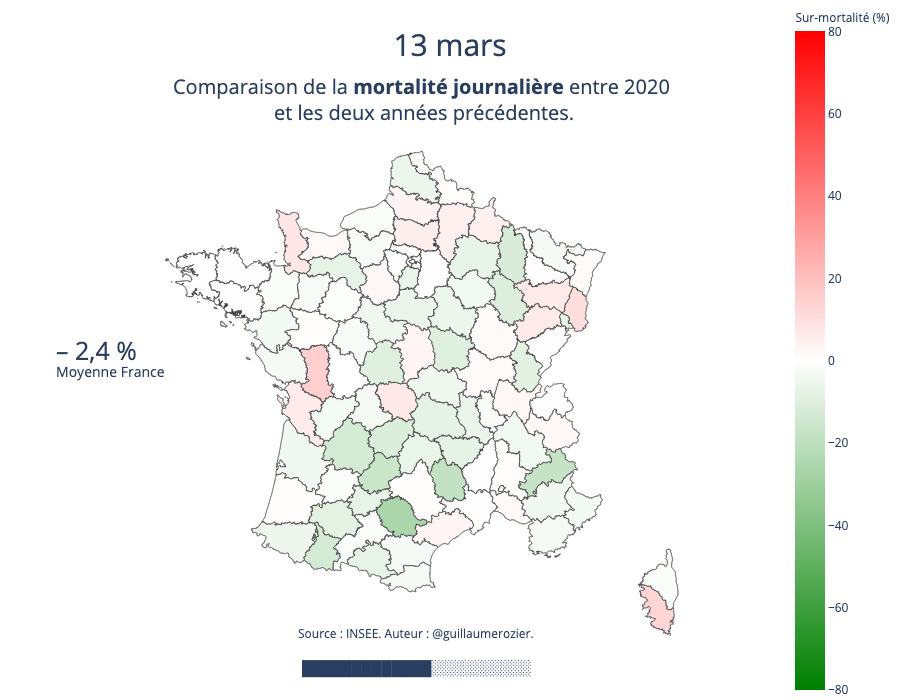 Sur-mortalité (%)
13 mars
Comparaison de la mortalité journalière entre 2020
et les deux années précédentes.
80
60
40
20
0
−20
−40
−60
−80
– 2,4 %
Moyenne France
Source : INSEE. Auteur : @guillaumerozier.